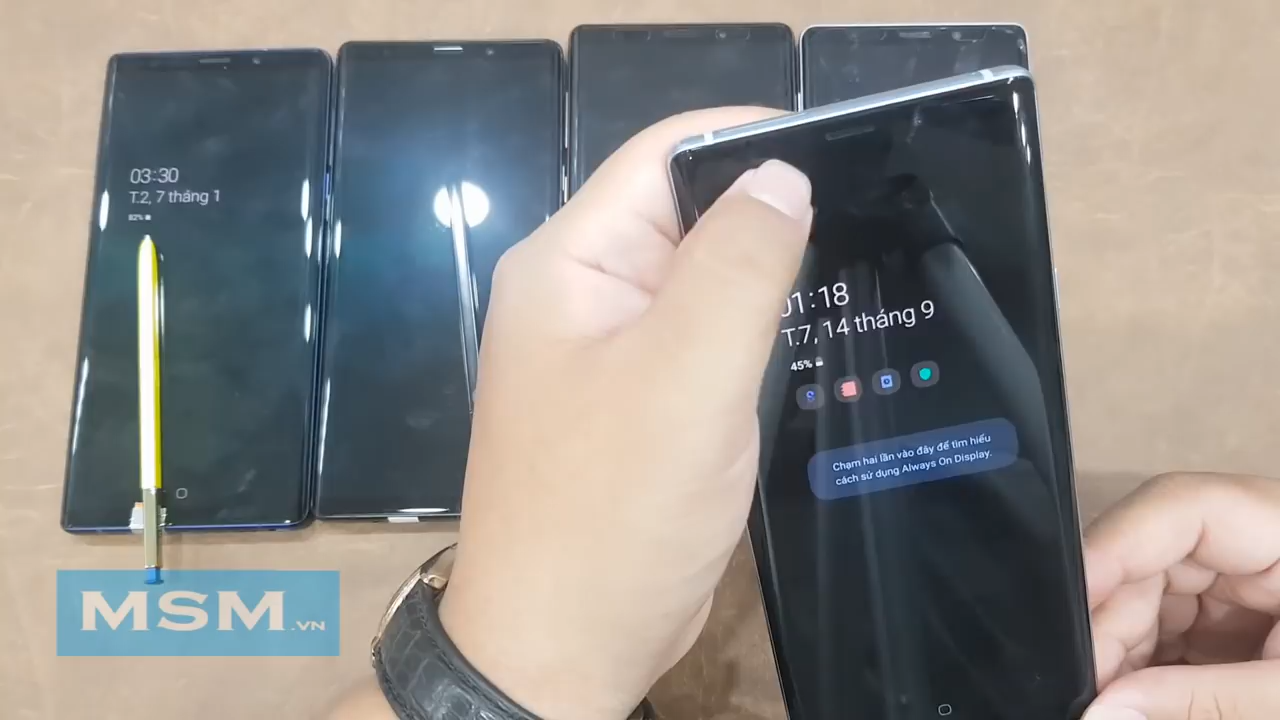 03:30
T.2, 7 tháng 1
82%
01:18
T.7, 14 tháng 9
45%
Chạm hai lần vào đây để tìm hiểu
cách sử dụng Always On Display.
MSM.VN